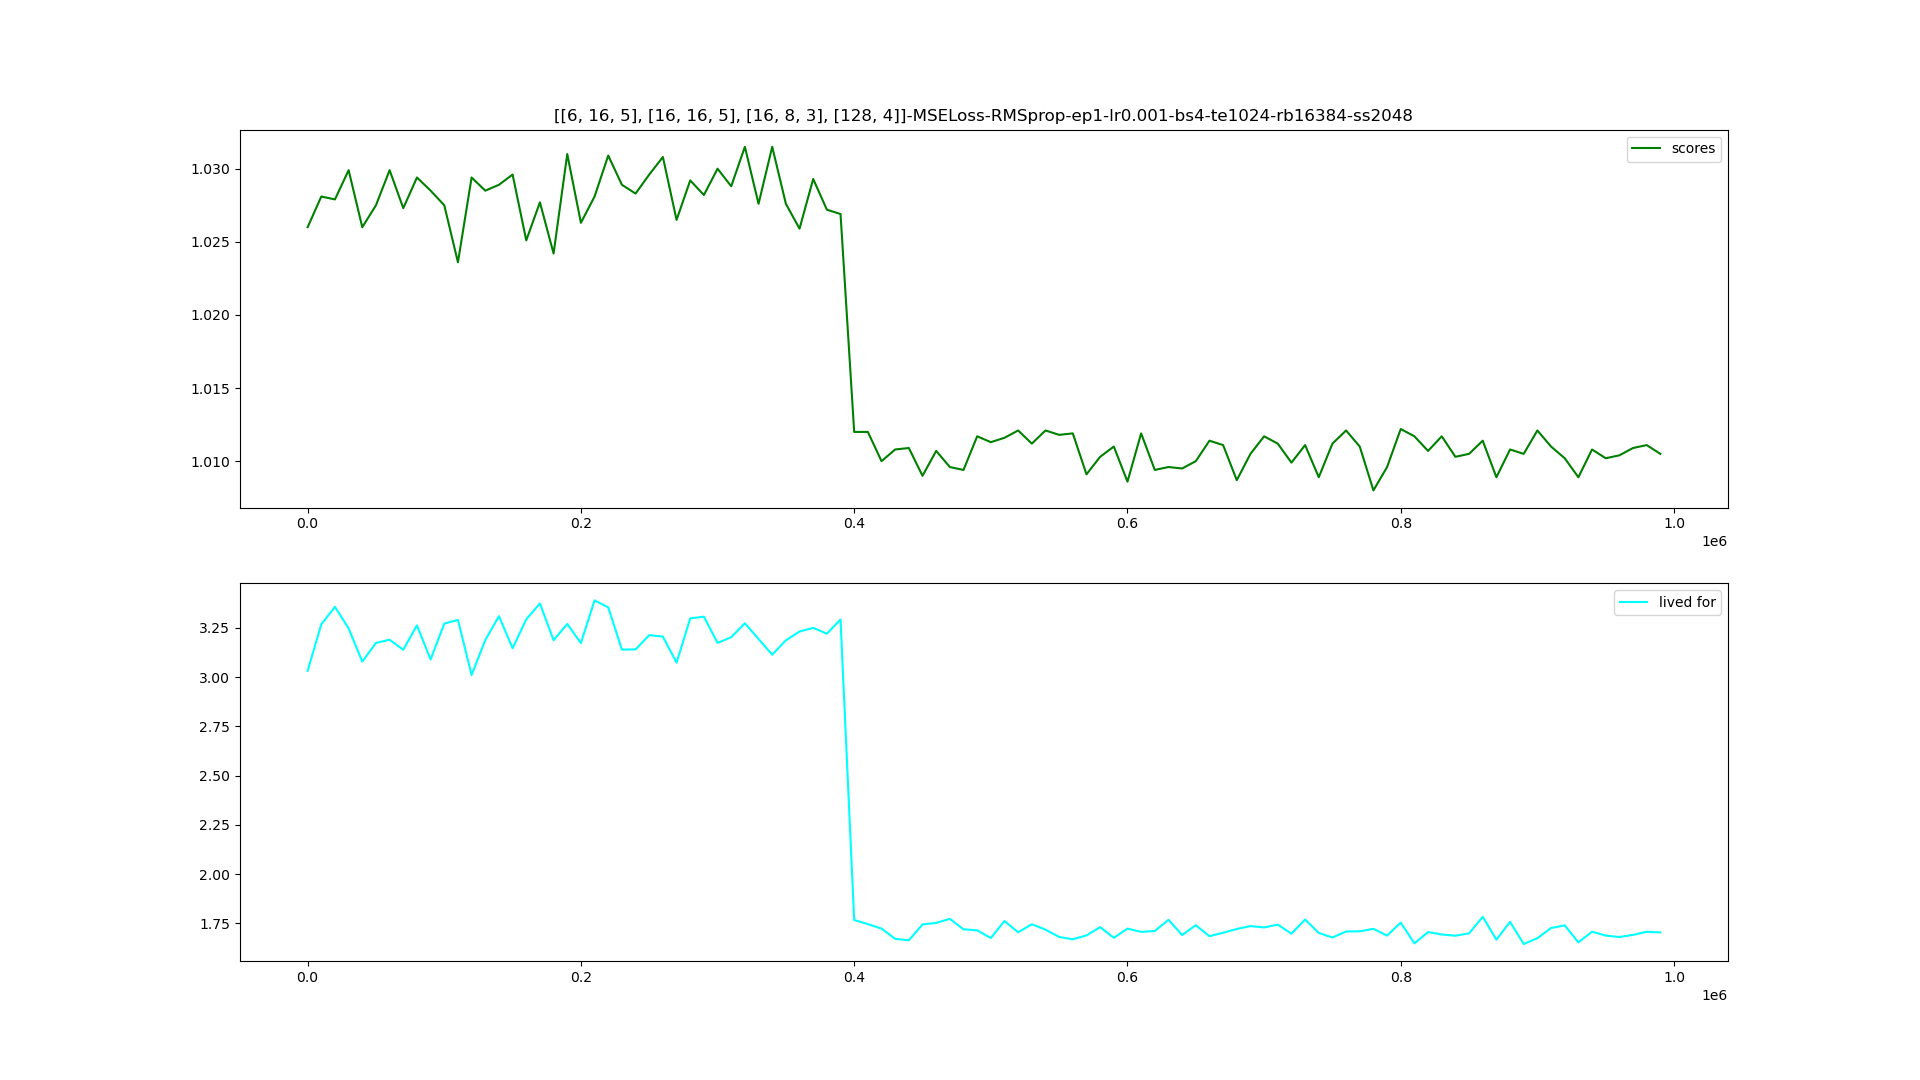 [[6, 16, 5], [16, 16, 5], [16, 8, 3], [128, 4]]-MSELoss-RMSprop-ep1-lr0.001-bs4-te1024-rb16384-ss2048
scores
1.030
1.025
1.020
1.015
1.010
0.0 0.2 0.4 0.6 0.8 1.0
1e6
lived for
3.25
3.00
2.75
2.50
2.25
2.00
1.75
0.0 0.2 0.4 0.6 0.8 1.0
1e6